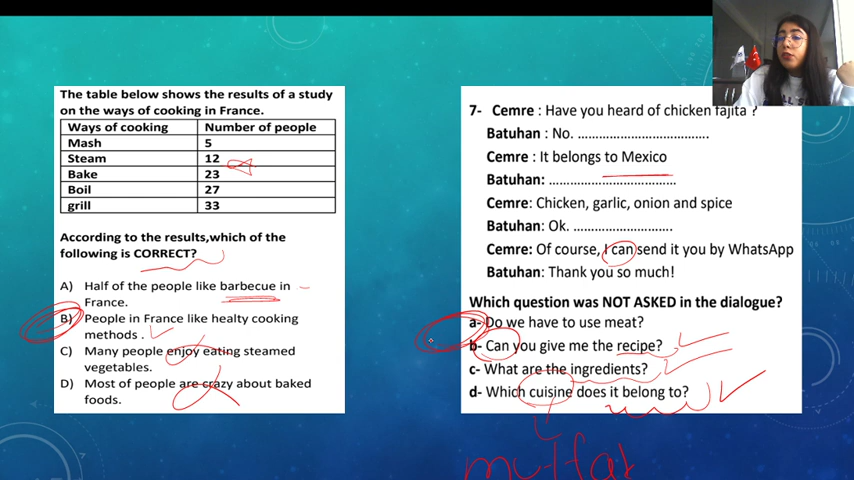 The table below shows the results of a study
on the ways of cooking in France.
Ways of cooking Number of people
Mash 5
Steam 12
Bake 23
Boil 27
grill 33
According to the results,which of the
following is CORRECT?
A) Half of the people like barbecue in
France.
B) People in France like healty cooking
methods .
C) Many people enjoy eating steamed
vegetables.
D) Most of people are crazy about baked
foods.
7- Cemre : Have you heard of chicken fajita ?
Batuhan : No. ………………………………….
Cemre : It belongs to Mexico
Batuhan: ………………………………
Cemre: Chicken, garlic, onion and spice
Batuhan: Ok. ……………………….
Cemre: Of course, I can send it you by WhatsApp
Batuhan: Thank you so much!
Which question was NOT ASKED in the dialogue?
a- Do we have to use meat?
b- Can you give me the recipe?
c- What are the ingredients?
d- Which cuisine does it belong to?
mutfak